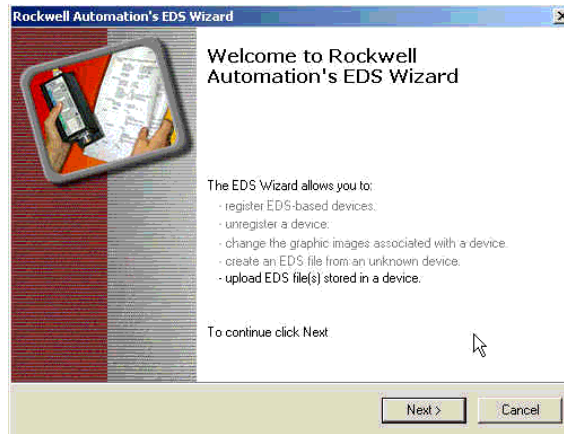 Rockwell Automation's EDS Wizard
Welcome to Rockwell
Automation's EDS Wizard
The EDS Wizard allows you to:
- register EDS-based devices.
- unregister a device.
- change the graphic images associated with a device.
- create an EDS file from an unknown device.
- upload EDS file(s) stored in a device.
To continue click Next
Next >
Cancel